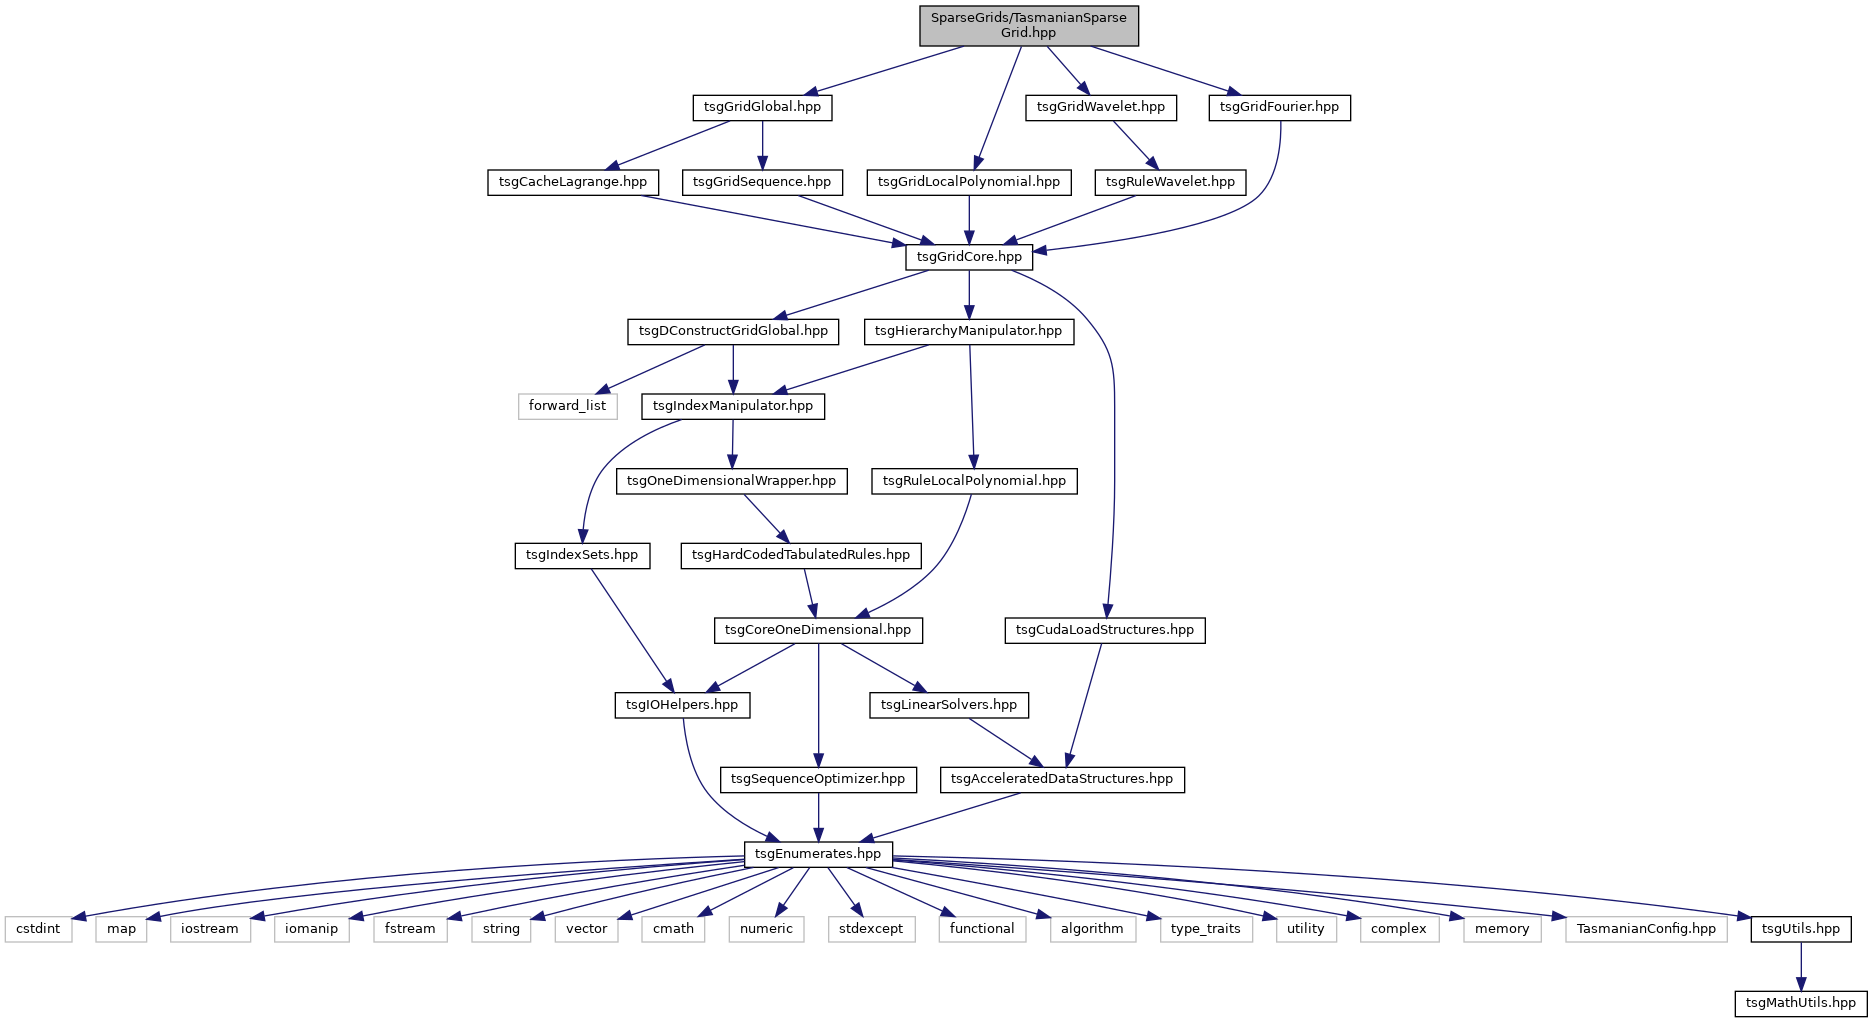 SparseGrids/TasmanianSparse
Grid.hpp
tsgGridGlobal.hpp
tsgGridWavelet.hpp
tsgGridFourier.hpp
tsgCacheLagrange.hpp
tsgGridSequence.hpp
tsgGridLocalPolynomial.hpp
tsgRuleWavelet.hpp
tsgGridCore.hpp
tsgDConstructGridGlobal.hpp
tsgHierarchyManipulator.hpp
forward_list
tsgIndexManipulator.hpp
tsgOneDimensionalWrapper.hpp
tsgRuleLocalPolynomial.hpp
tsgIndexSets.hpp
tsgHardCodedTabulatedRules.hpp
tsgCoreOneDimensional.hpp
tsgCudaLoadStructures.hpp
tsgIOHelpers.hpp
tsgLinearSolvers.hpp
tsgSequenceOptimizer.hpp
tsgAcceleratedDataStructures.hpp
tsgEnumerates.hpp
cstdint
map
iostream
iomanip
fstream
string
vector
cmath
numeric
stdexcept
functional
algorithm
type_traits
utility
complex
memory
TasmanianConfig.hpp
tsgUtils.hpp
tsgMathUtils.hpp